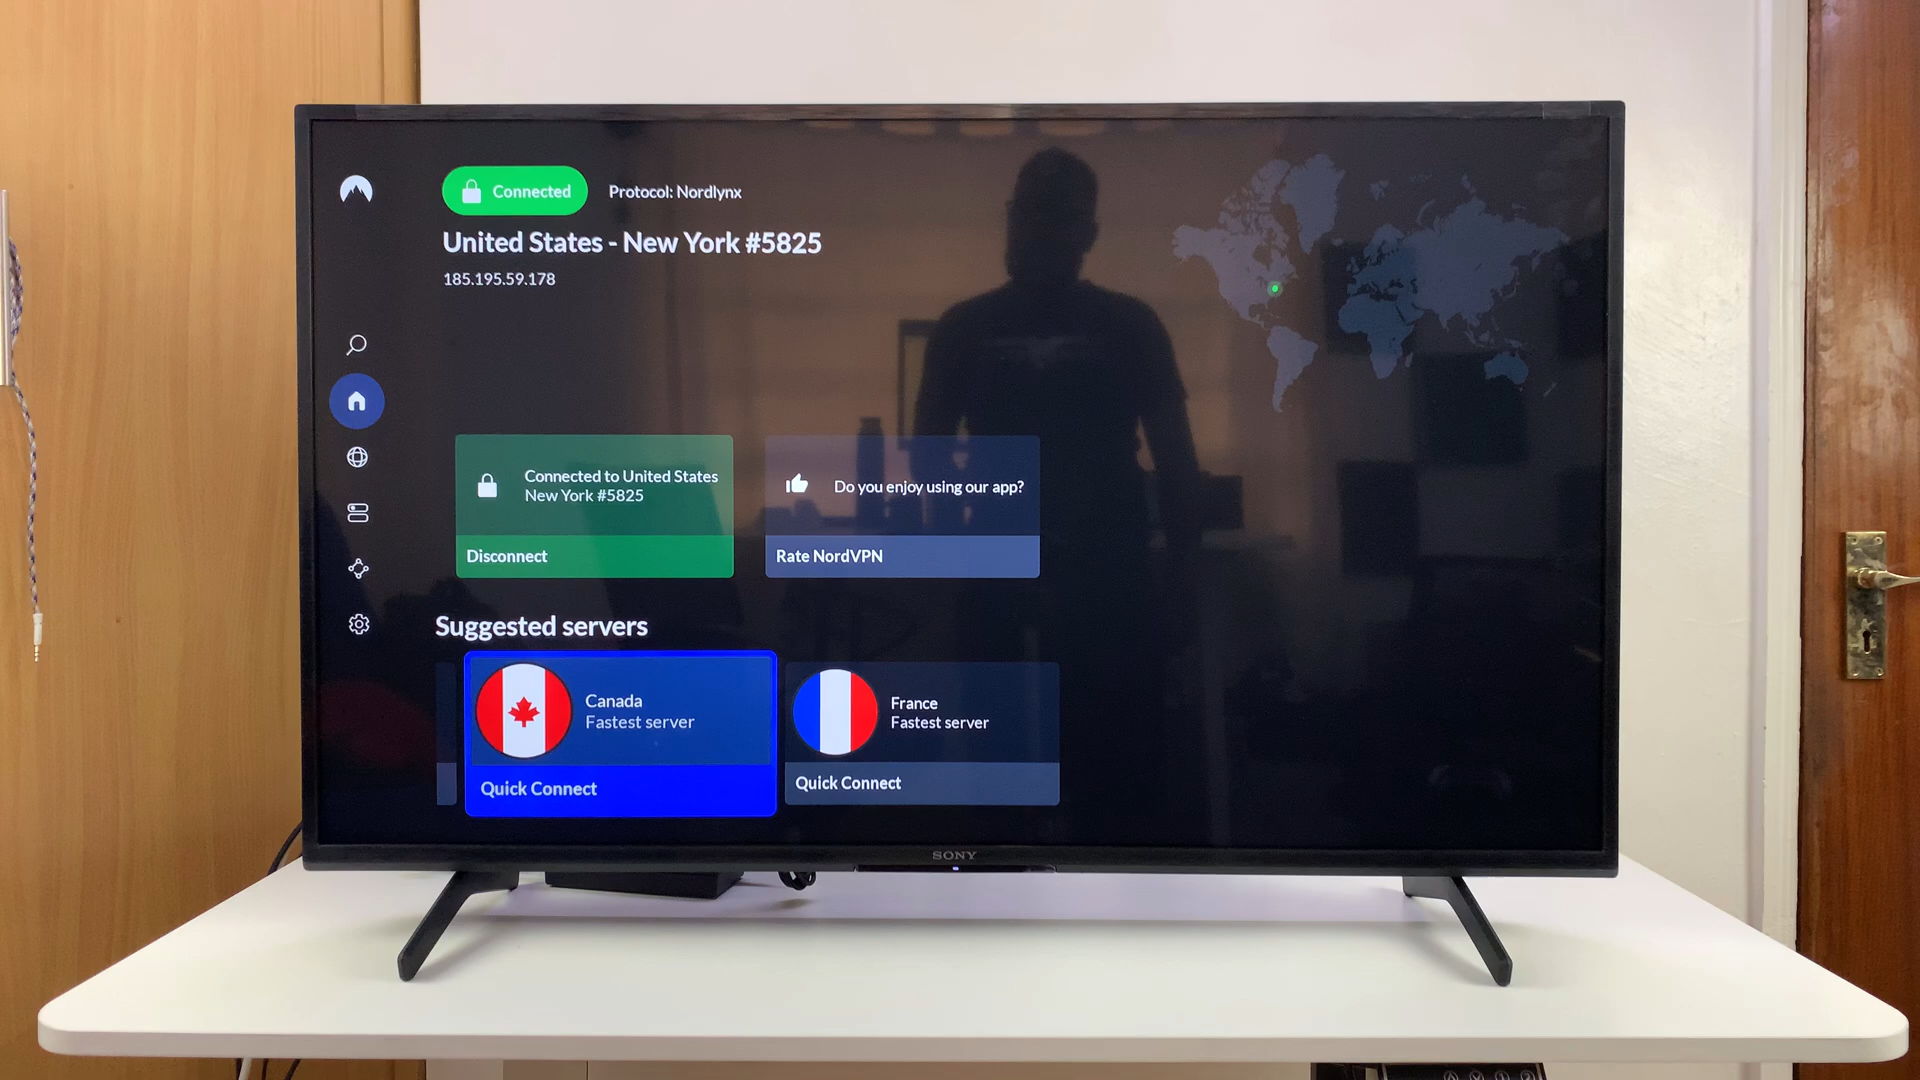 Connected
Protocol: Nordlynx
United States - New York #5825
185.195.59.178
Connected to United States
New York #5825
Disconnect
Do you enjoy using our app?
Rate NordVPN
Suggested servers
Canada
Fastest server
Quick Connect
France
Fastest server
Quick Connect
SONY